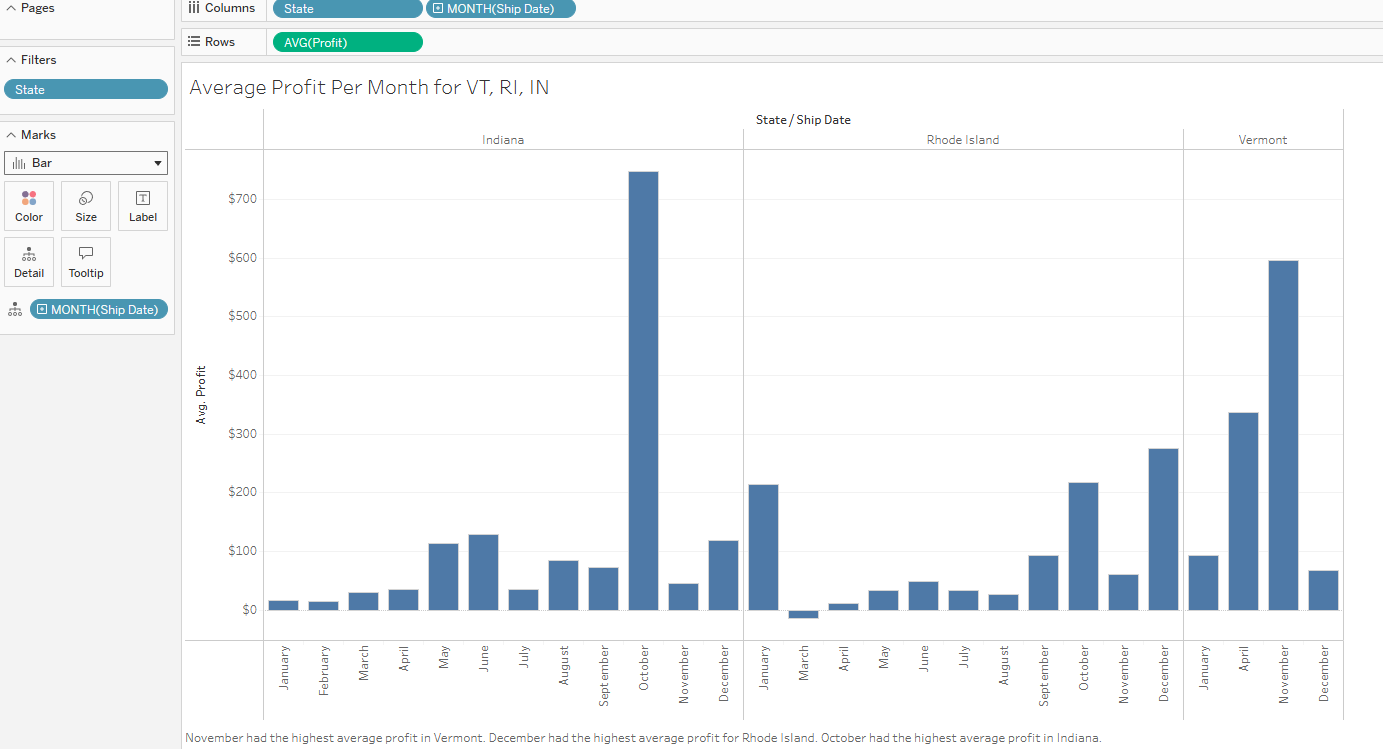 Pages
Columns
State
MONTH(Ship Date)
Rows
AVG(Profit)
Filters
State
Marks
Bar
Color
Size
Label
Detail
Tooltip
MONTH(Ship Date)
Average Profit Per Month for VT, RI, IN
State / Ship Date
Indiana
Rhode Island
Vermont
Avg. Profit
$700
$600
$500
$400
$300
$200
$100
$0
January
February
March
April
May
June
July
August
September
October
November
December
January
March
April
May
June
July
August
September
October
November
December
January
April
November
December
November had the highest average profit in Vermont. December had the highest average profit for Rhode Island. October had the highest average profit in Indiana.